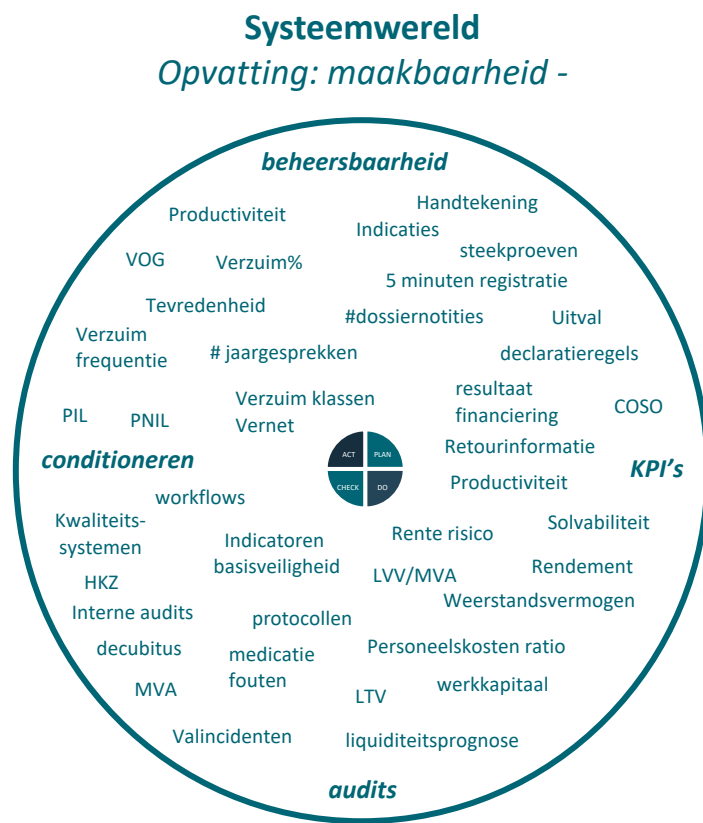 Systeemwereld
Opvatting: maakbaarheid -
beheersbaarheid
Handtekening
Productiviteit
Indicaties
steekproeven
VOG
Verzuim%
5 minuten registratie
Tevredenheid
#dossiernotities
Uitval
Verzuim
frequentie
# jaargesprekken
declaratieregels
resultaat
financiering
Verzuim klassen
Vernet
COSO
PIL
PNIL
Retourinformatie
ACT
PLAN
CHECK
DO
conditioneren
KPI's
Productiviteit
workflows
Kwaliteits-
systemen
Rente risico
Solvabiliteit
Indicatoren
basisveiligheid
LVV/MVA
Rendement
HKZ
Weerstandsvermogen
Interne audits
protocollen
decubitus
medicatie
fouten
Personeelskosten ratio
MVA
LTV
werkkapitaal
Valincidenten
liquiditeitsprognose
audits